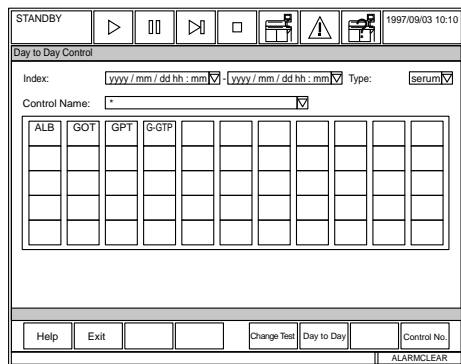 STANDBY
1997/09/03 10:10
Day to Day Control
Index: yyyy / mm / dd hh : mm - yyyy / mm / dd hh : mm Type: serum
Control Name: *
ALB GOT GPT G-GTP
Help Exit Change Test Day to Day Control No.
ALARMCLEAR